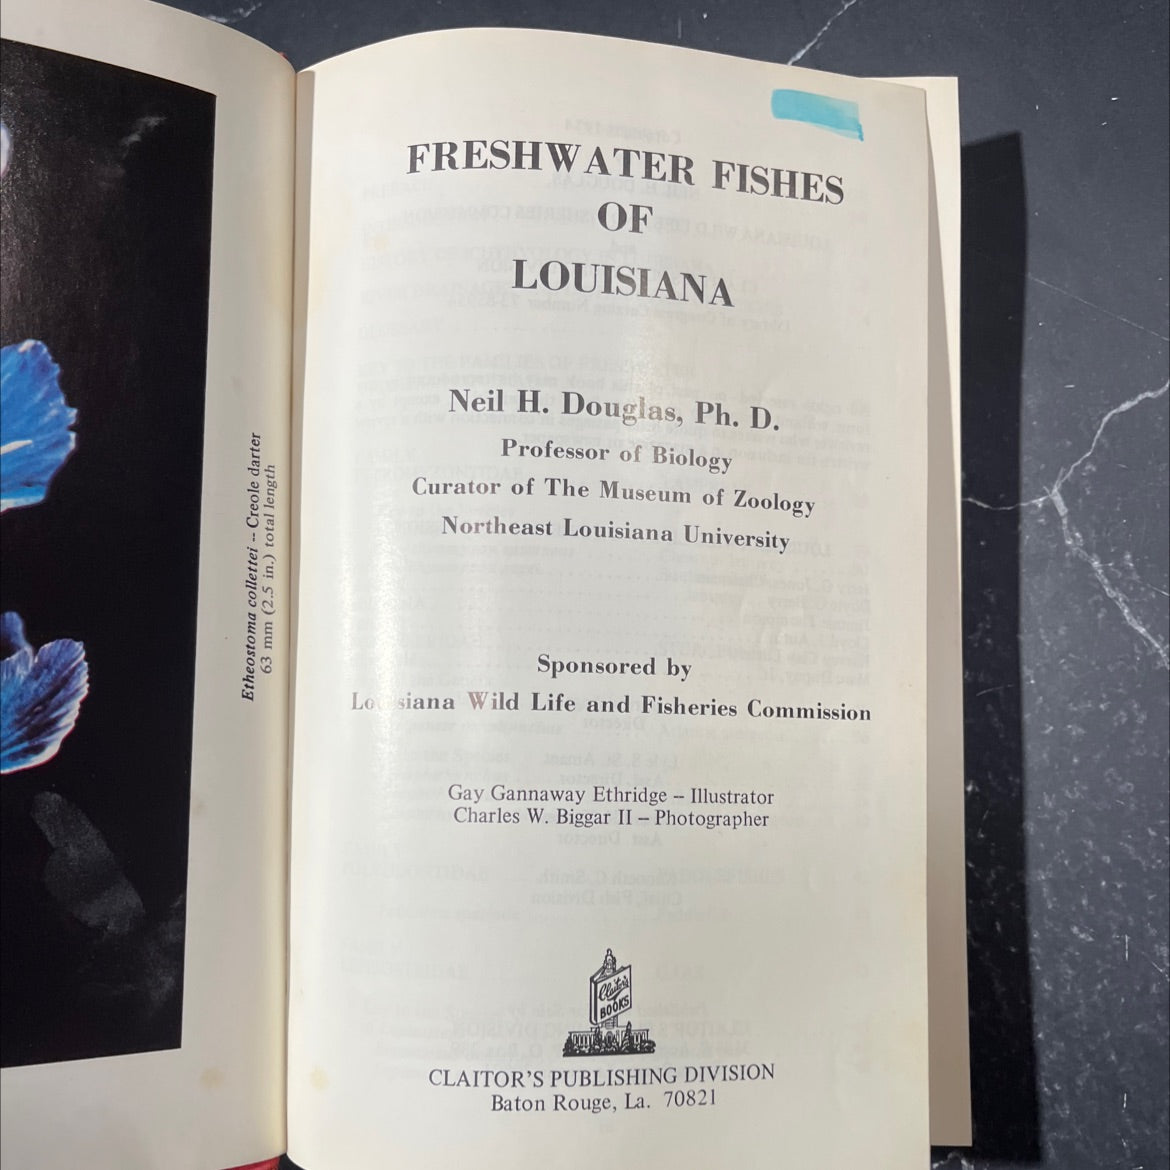 Etheostoma collettei -- Creole darter
63 mm (2.5 in.) total length
FRESHWATER FISHES
OF
LOUISIANA
Neil H. Douglas, Ph. D.
Professor of Biology
Curator of The Museum of Zoology
Northeast Louisiana University
Sponsored by
Louisiana Wild Life and Fisheries Commission
Gay Gannaway Ethridge – Illustrator
Charles W. Biggar II – Photographer
Claitor's
BOOKS
CLAITOR'S PUBLISHING DIVISION
Baton Rouge, La. 70821